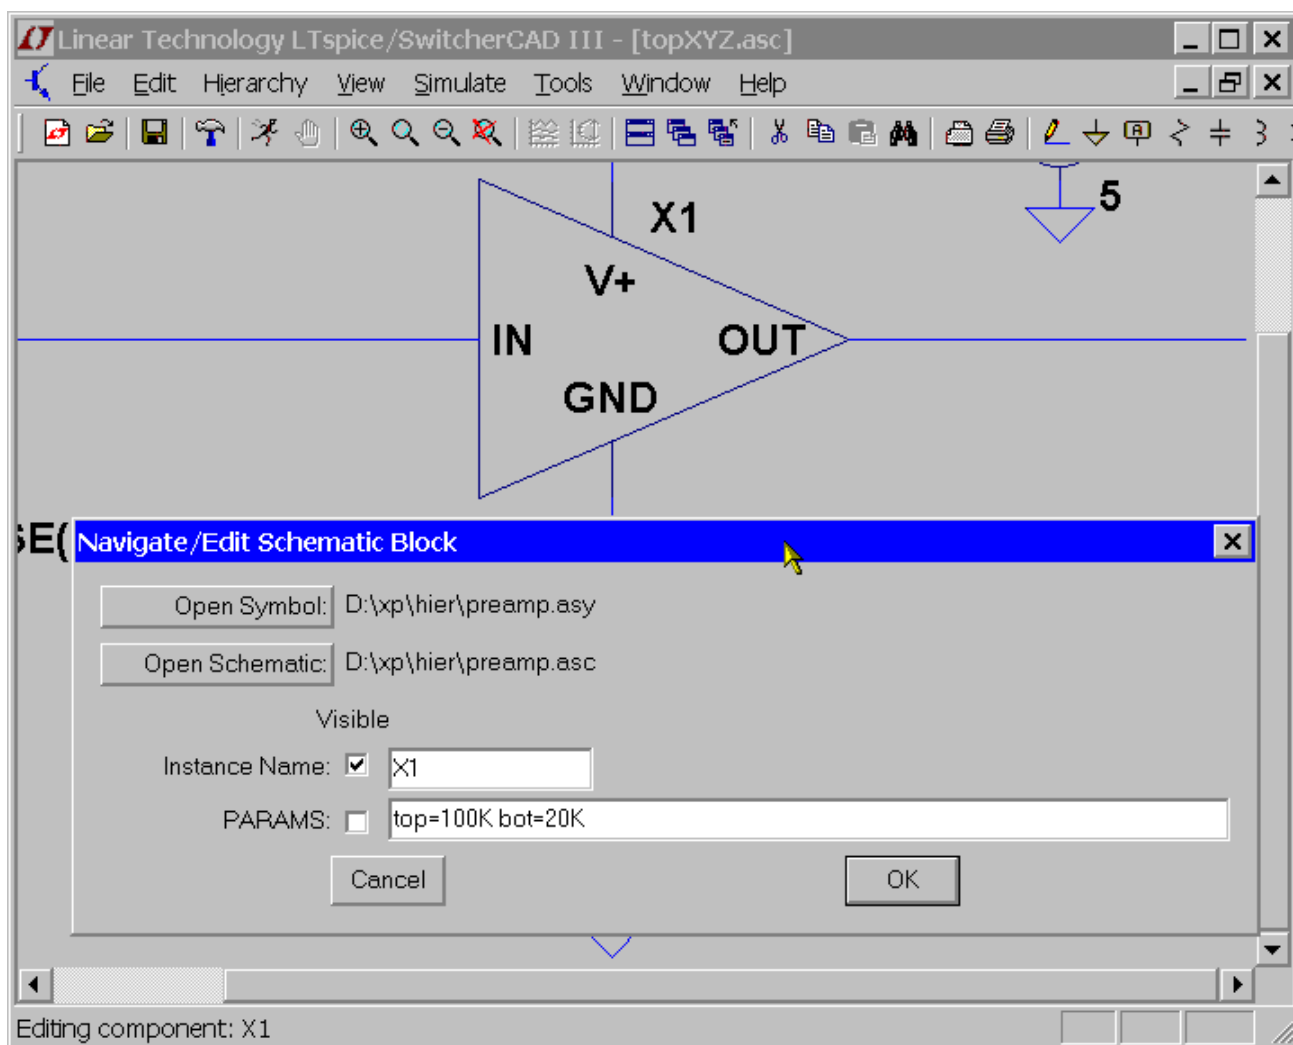 Linear Technology LTspice/SwitcherCAD III - [topXYZ.asc]
File Edit Hierarchy View Simulate Tools Window Help
X1
5
V+
IN
OUT
GND
SE(
Navigate/Edit Schematic Block
Open Symbol: D:\xp\hier\preamp.asy
Open Schematic: D:\xp\hier\preamp.asc
Visible
Instance Name: X1
PARAMS: top=100K bot=20K
Cancel OK
Editing component: X1